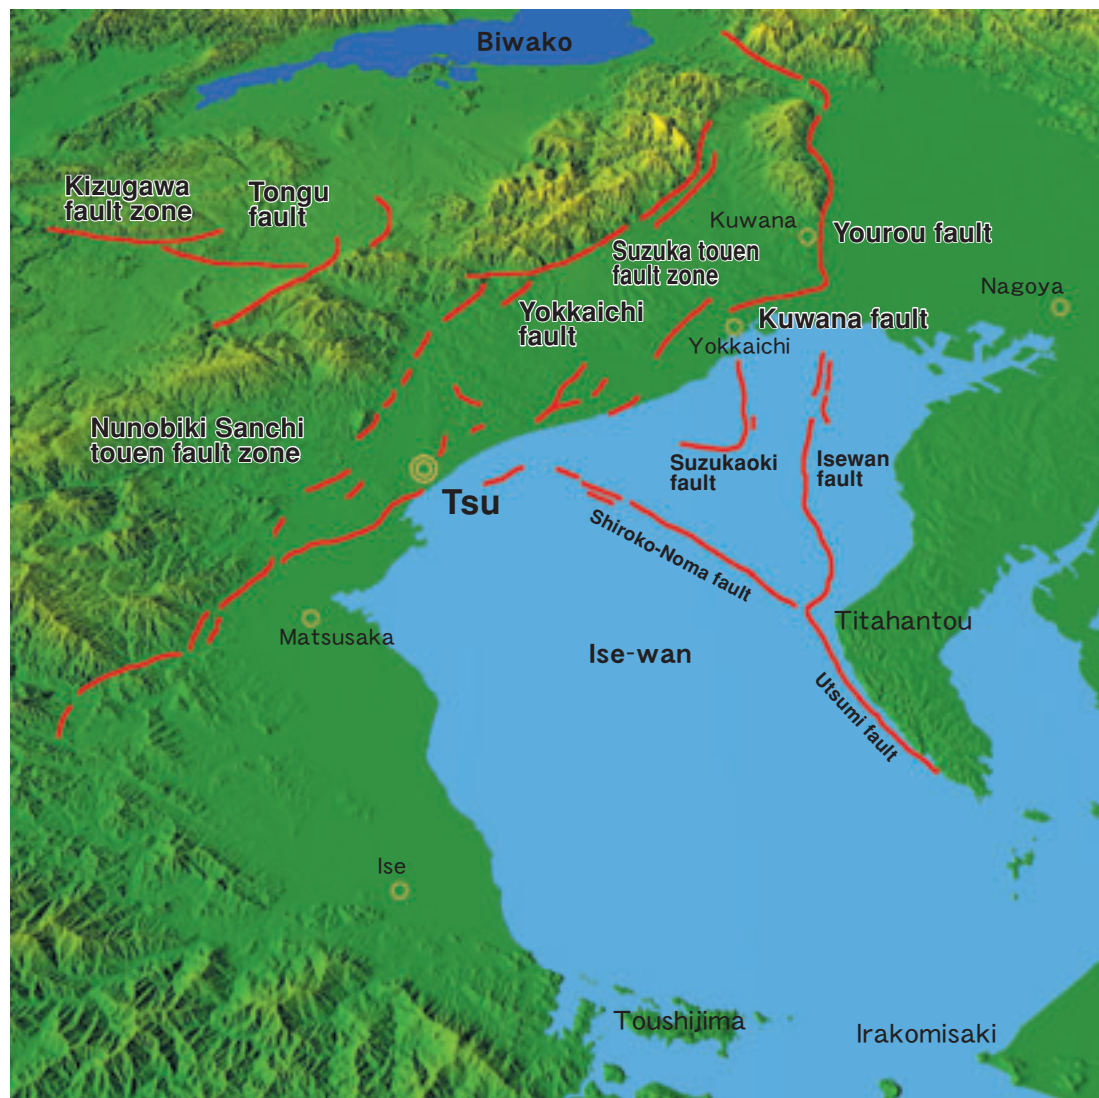 Biwako
Kizugawa
fault zone
Tongu
fault
Kuwana
Yourou fault
Suzuka touen
fault zone
Nagoya
Yokkaichi
fault
Kuwana fault
Yokkaichi
Nunobiki Sanchi
touen fault zone
Suzukaoki
fault
Isewan
fault
Tsu
Shiroko-Noma fault
Matsusaka
Titahantou
Ise-wan
Utsumi fault
Ise
Toushijima
Irakomisaki